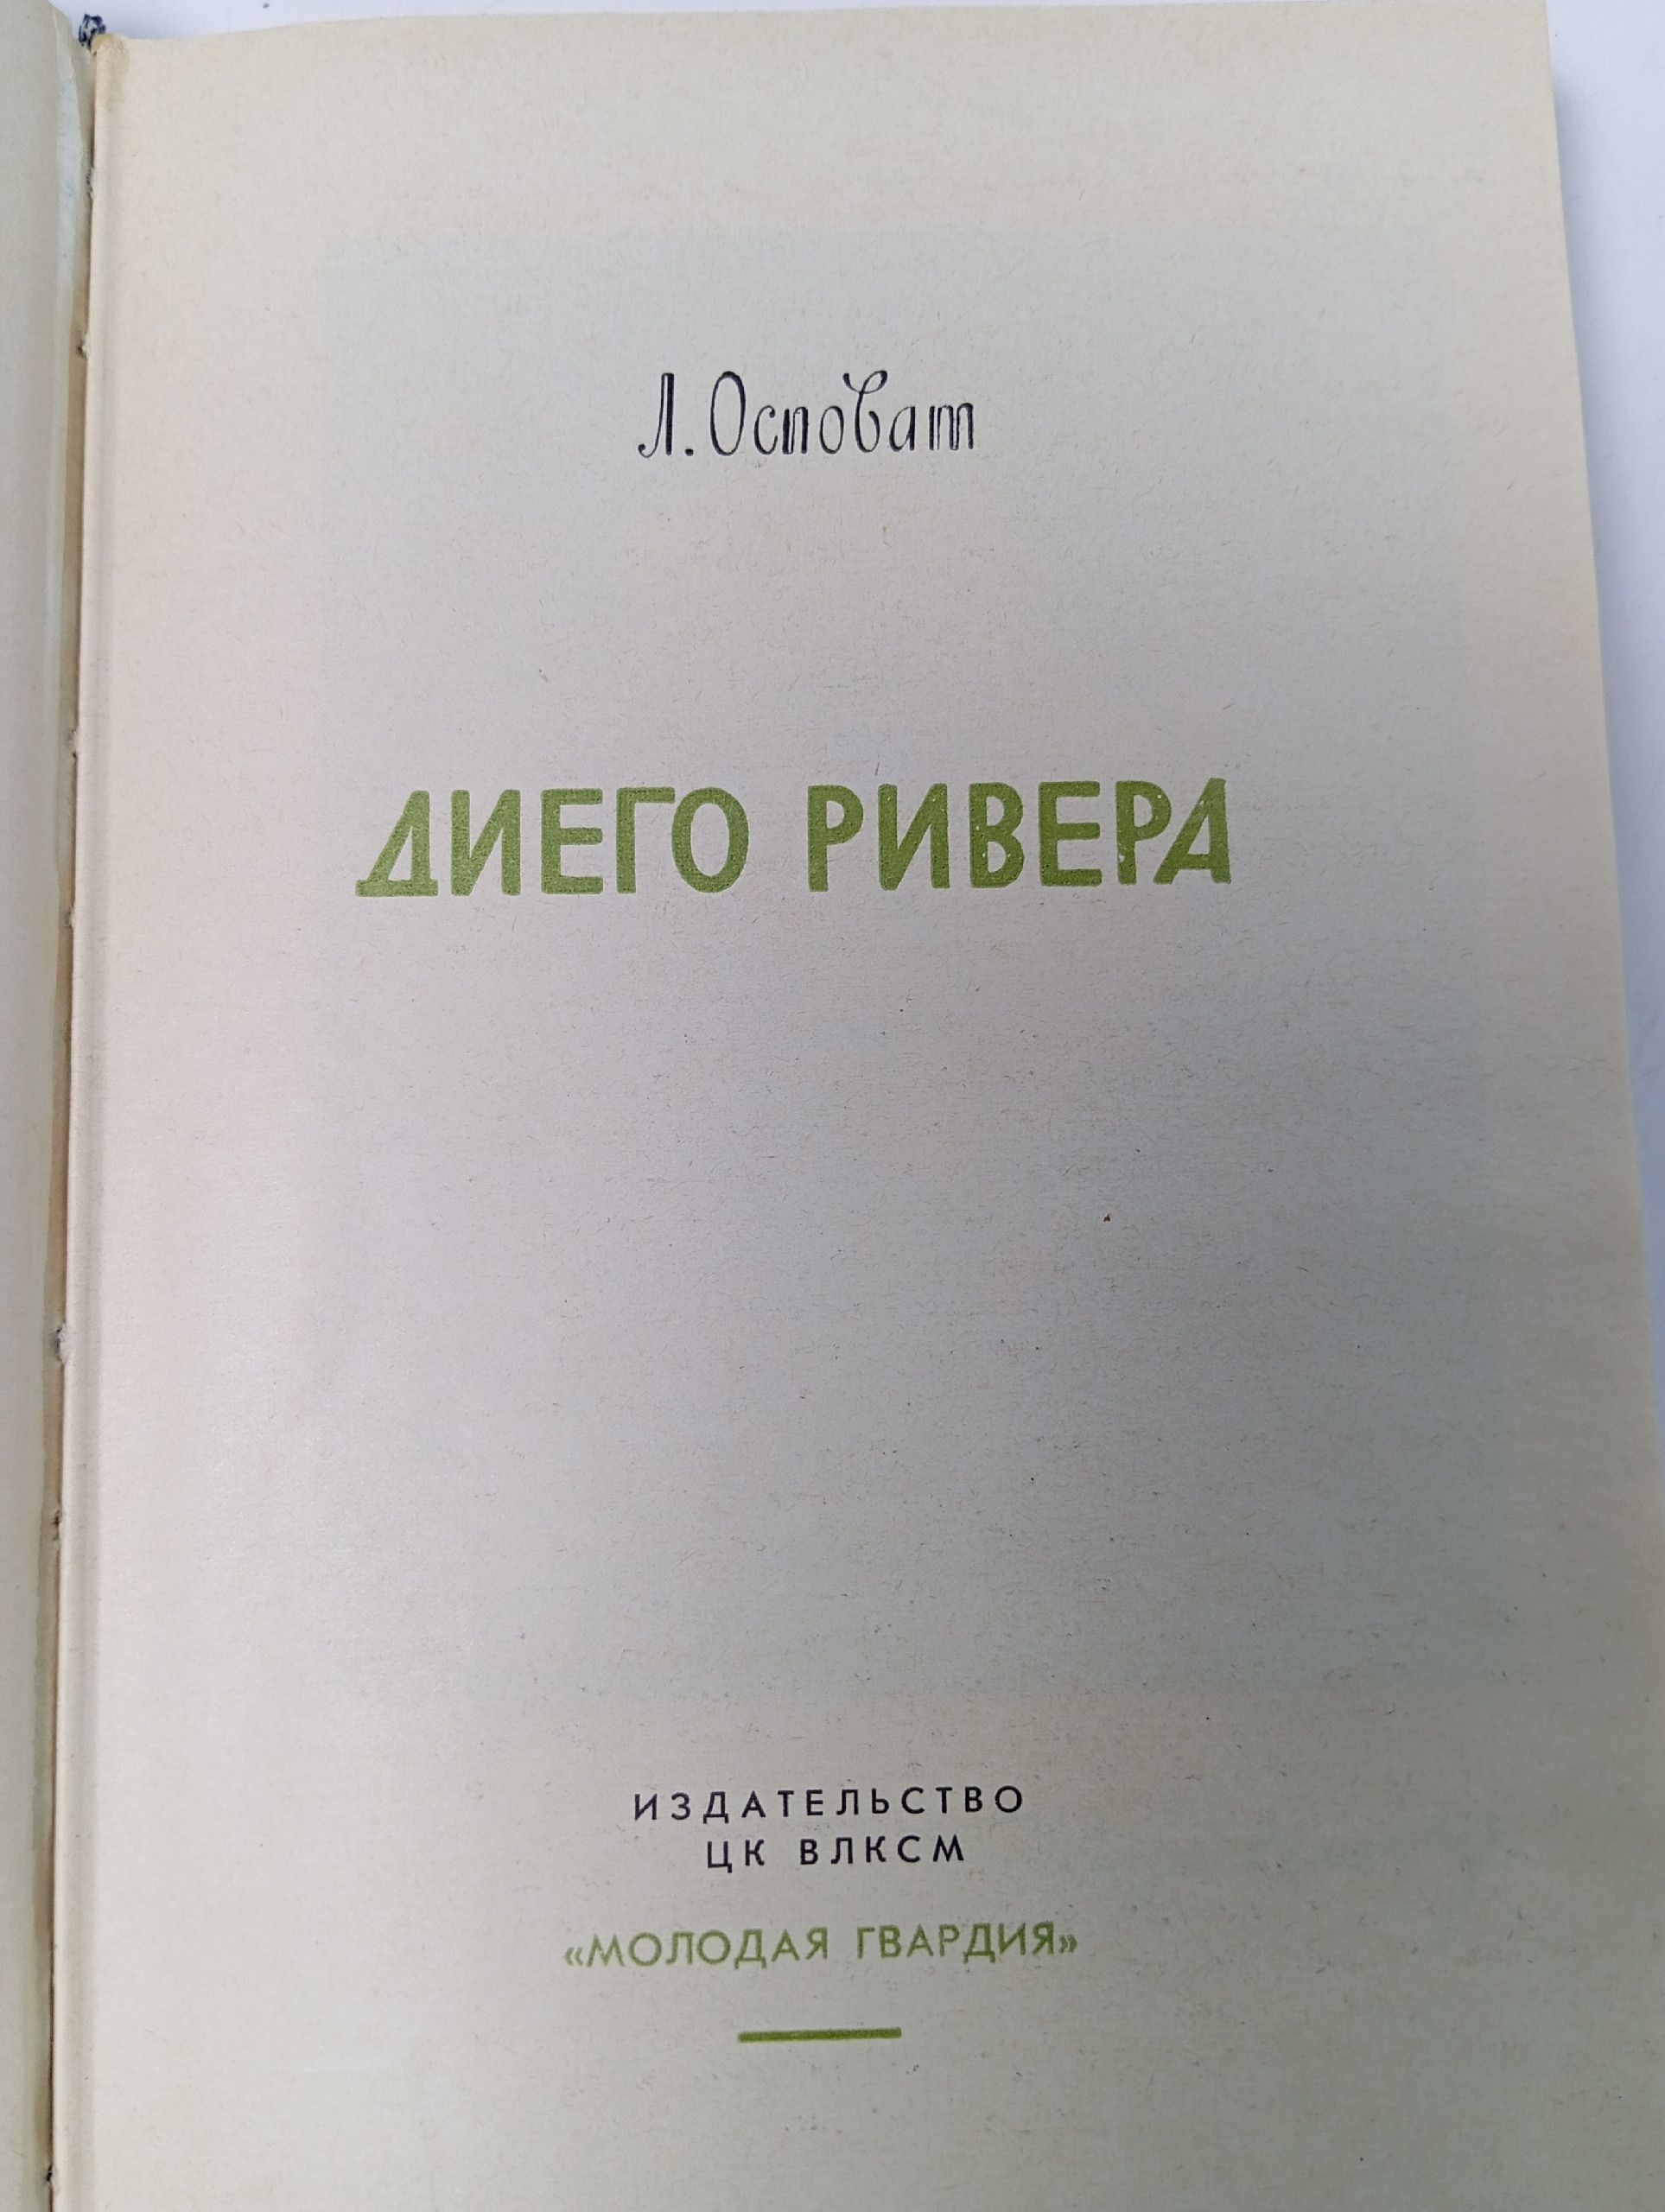 Л. Осповат
ДИЕГО РИВЕРА
ИЗДАТЕЛЬСТВО
ЦК ВЛКСМ
«МОЛОДАЯ ГВАРДИЯ»